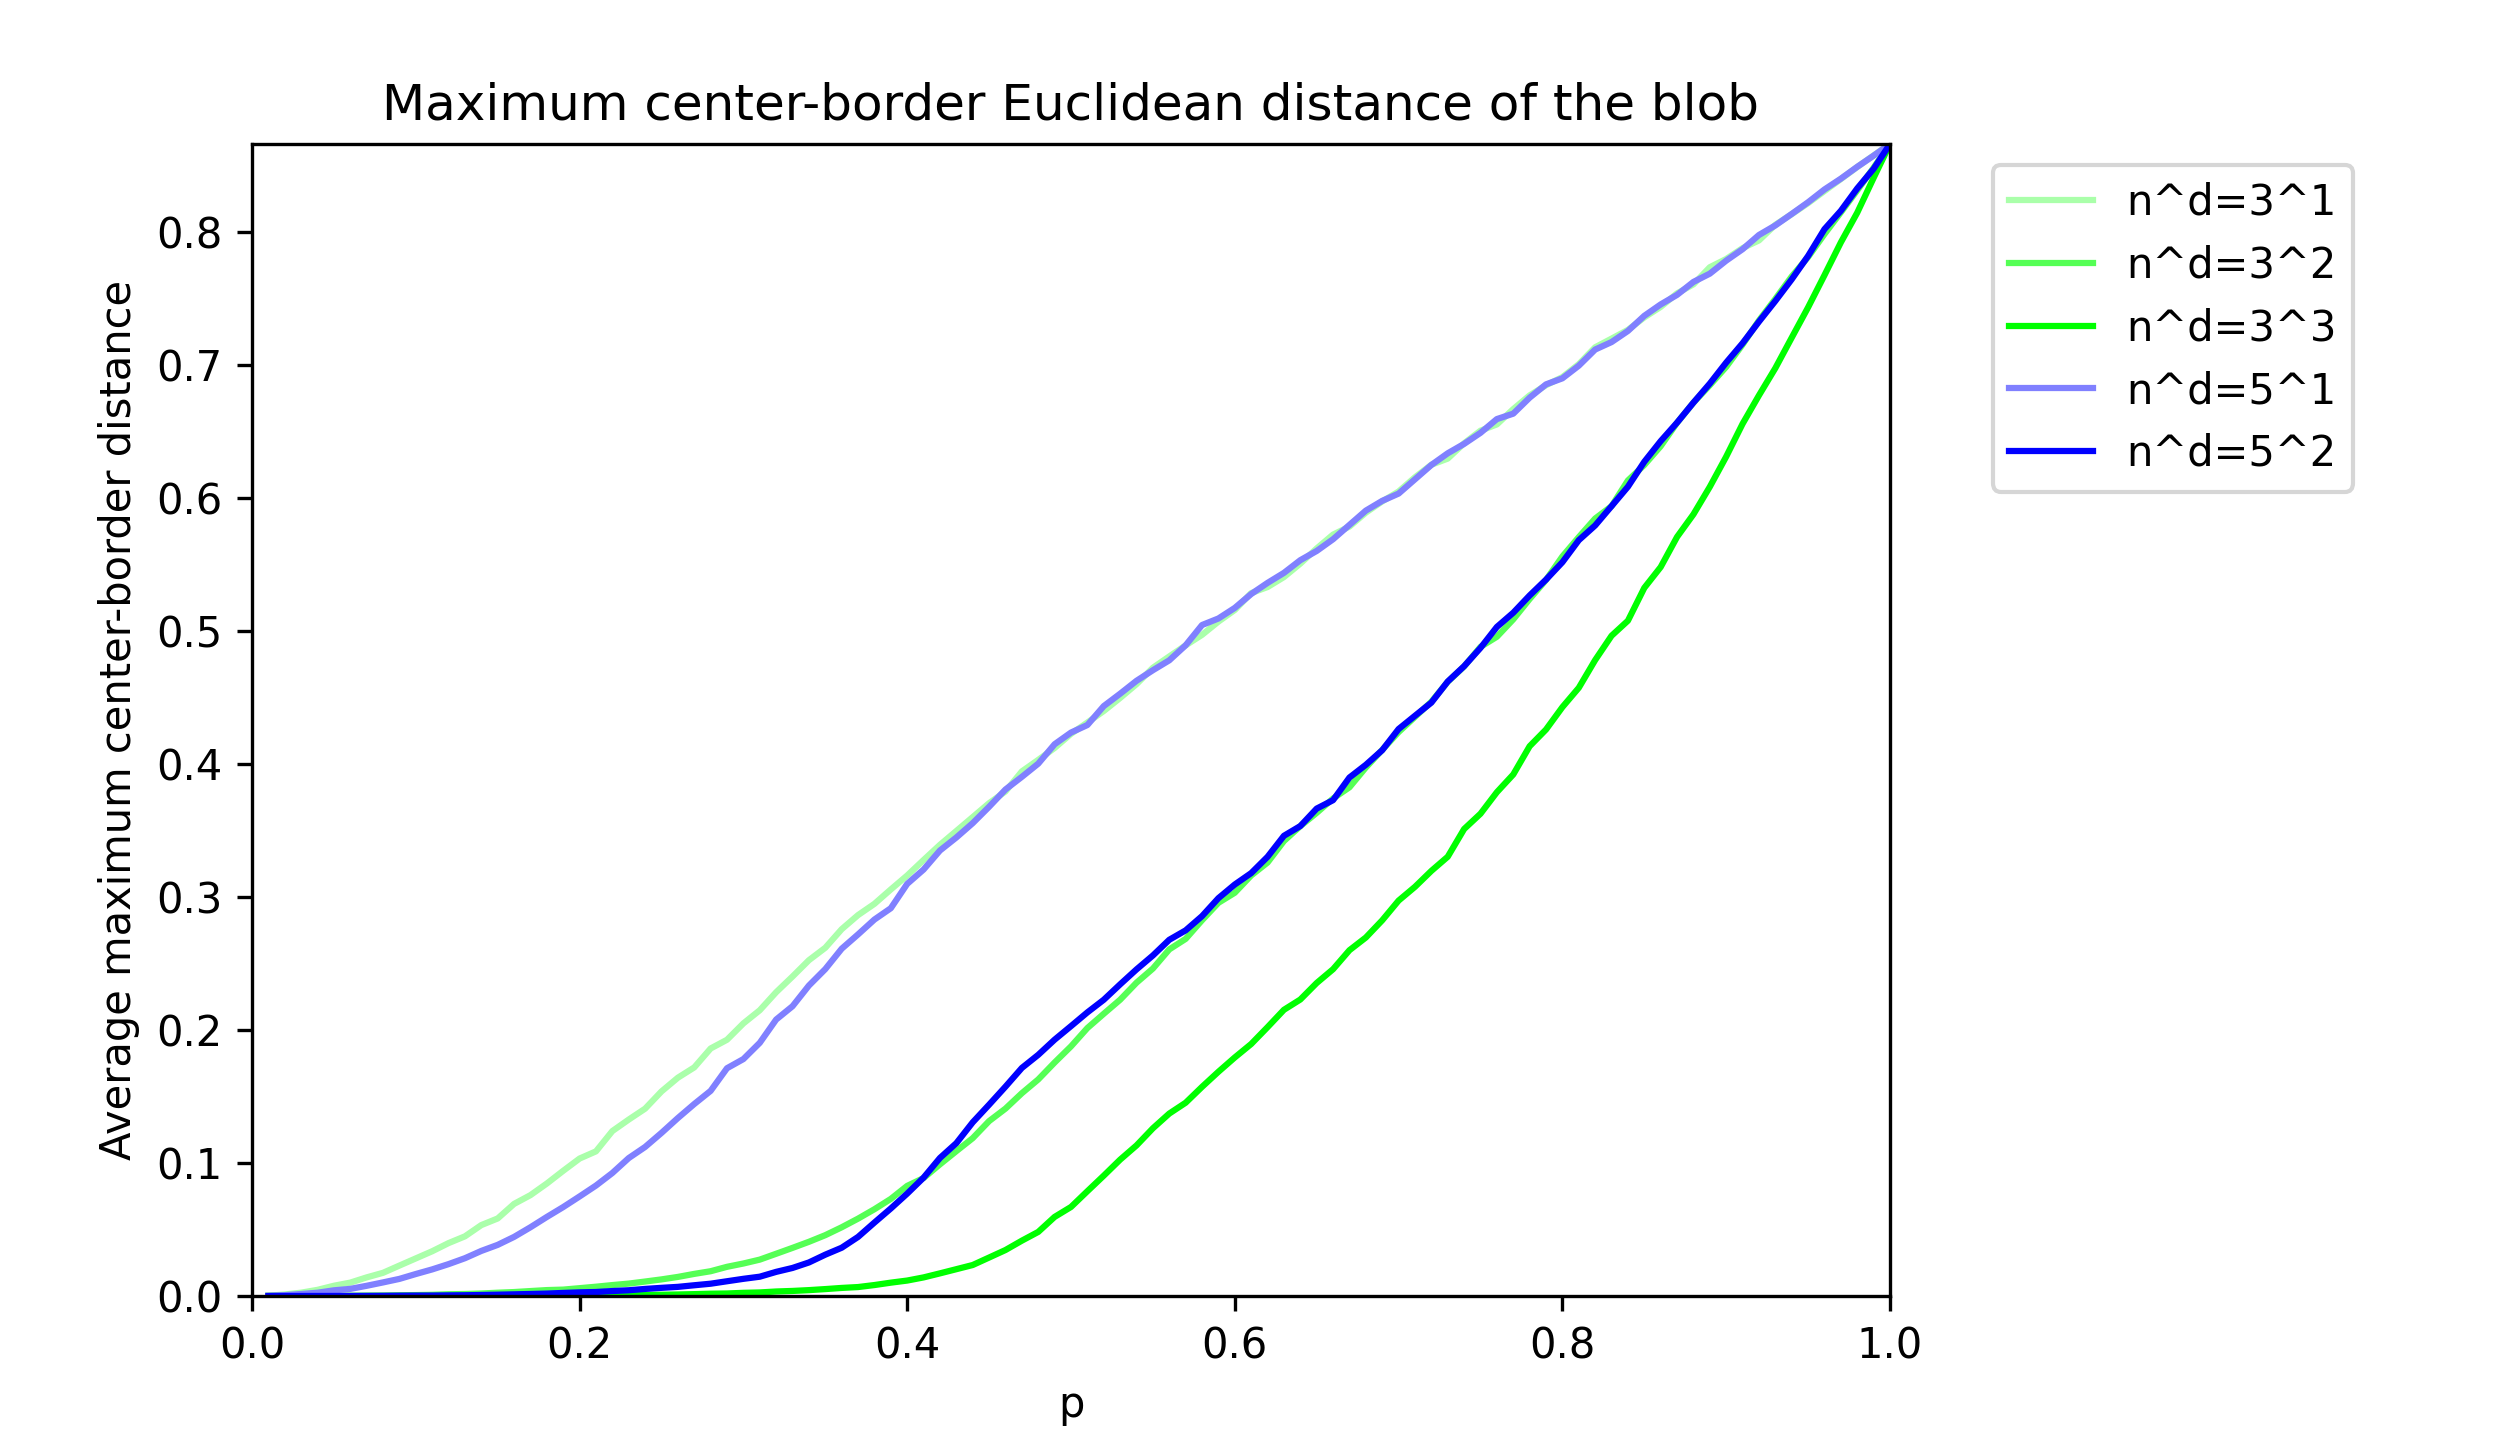 Maximum center-border Euclidean distance of the blob
Average maximum center-border distance
0.8
0.7
0.6
0.5
0.4
0.3
0.2
0.1
0.0
0.0 0.2 0.4 0.6 0.8 1.0
p
n^d=3^1
n^d=3^2
n^d=3^3
n^d=5^1
n^d=5^2